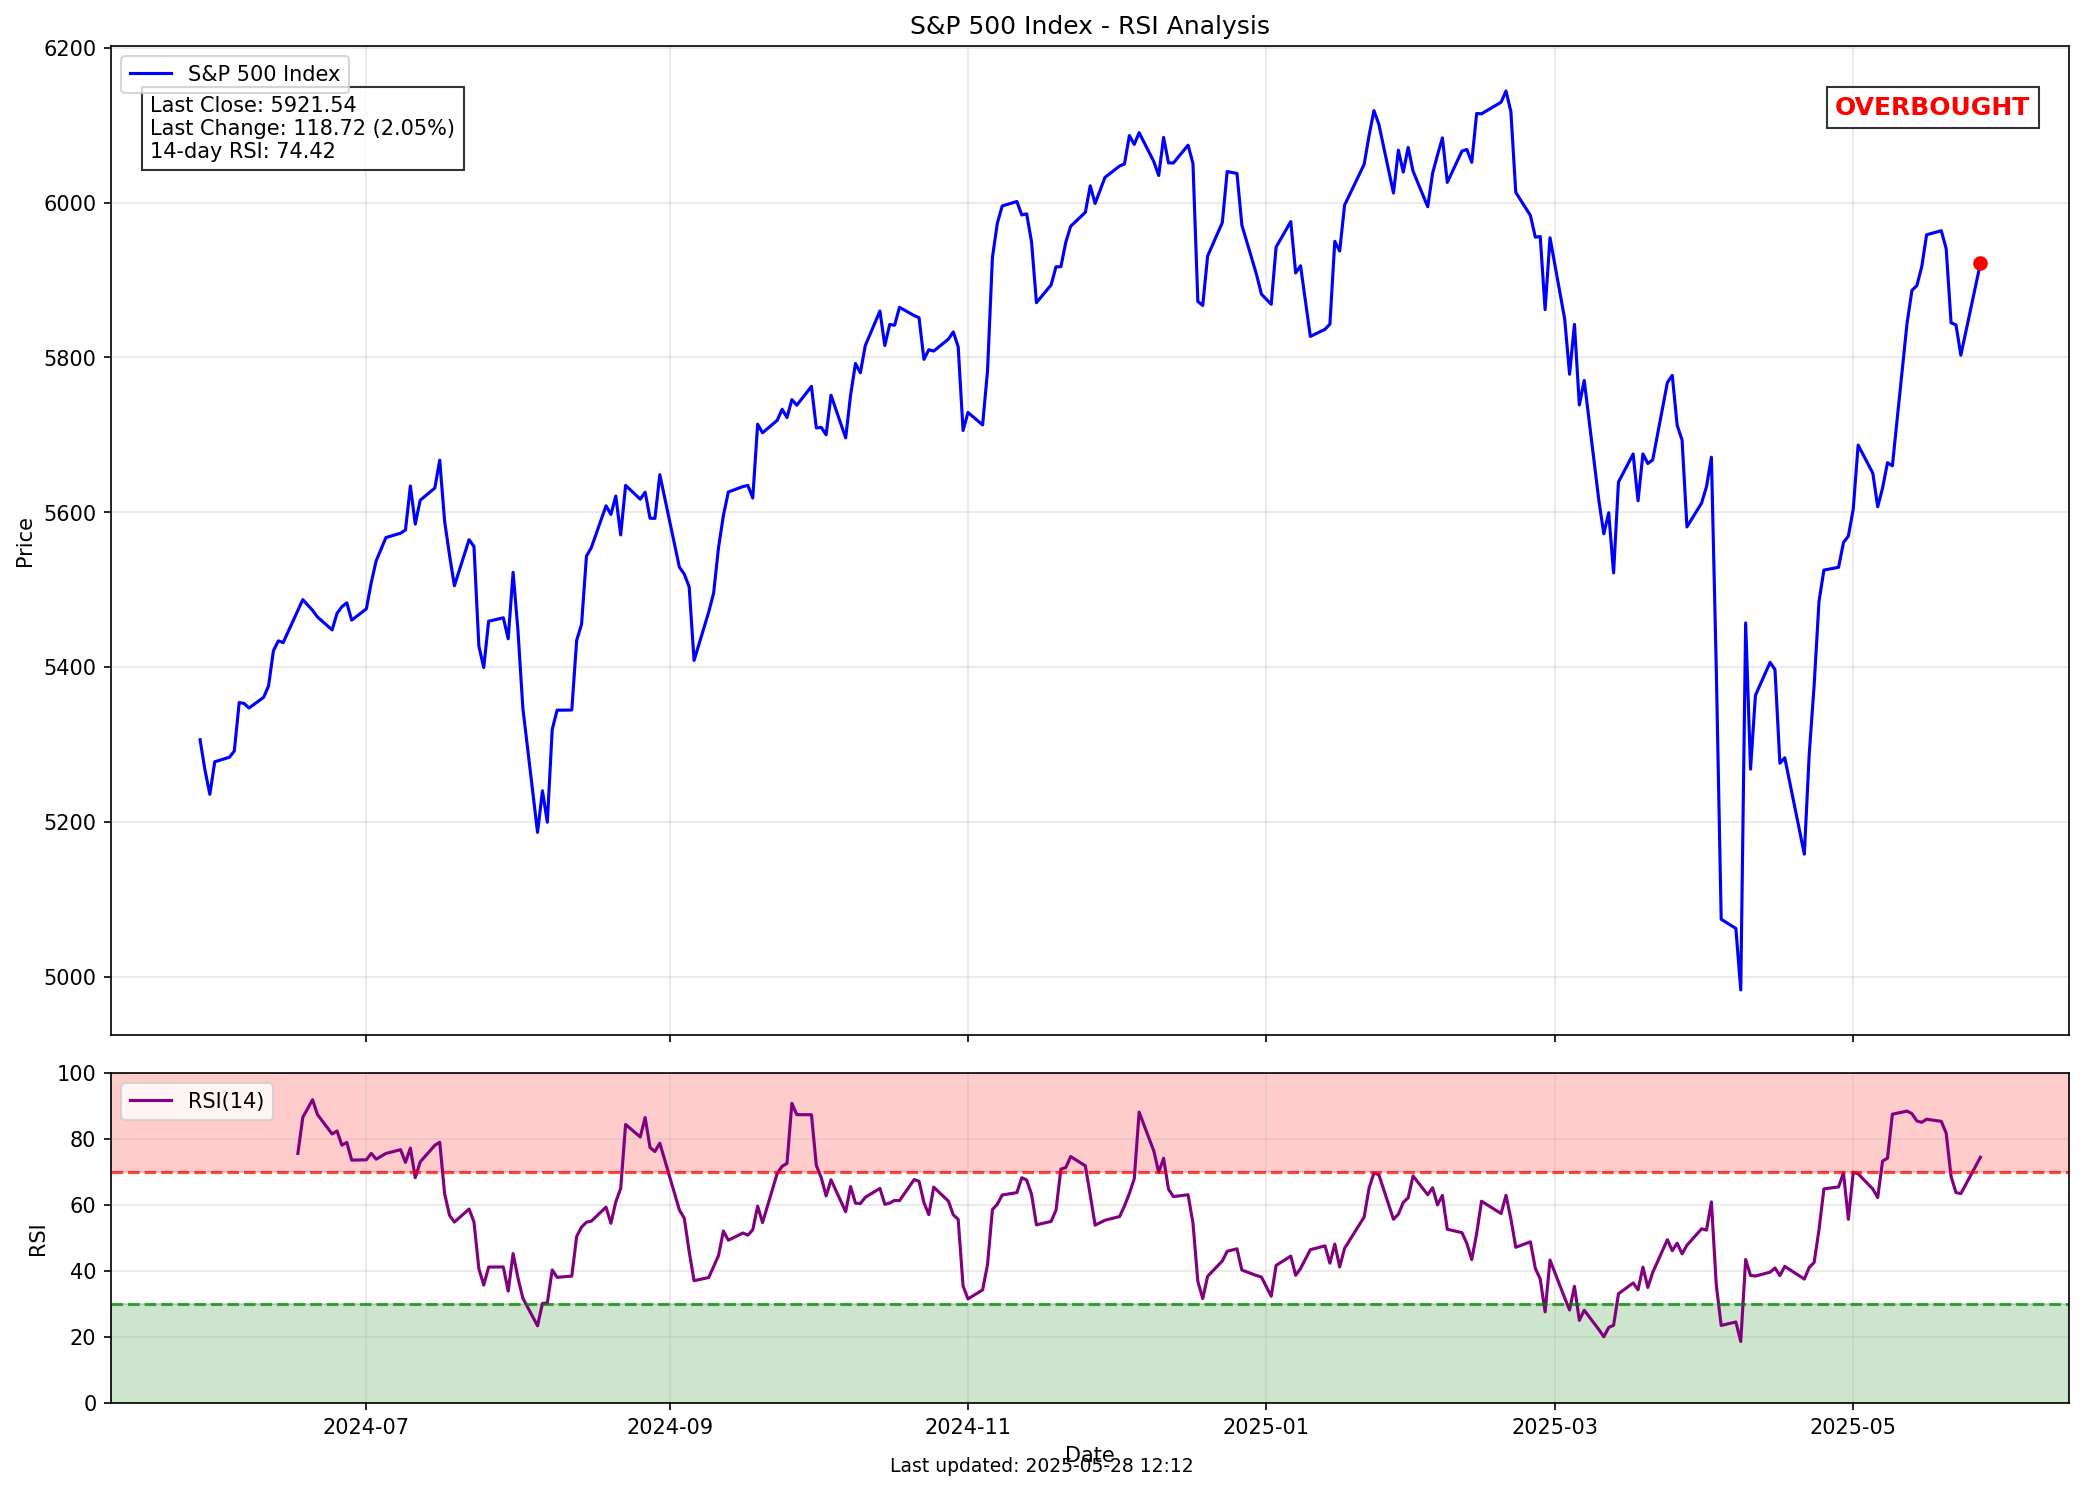 S&P 500 Index - RSI Analysis
S&P 500 Index
Last Close: 5921.54
Last Change: 118.72 (2.05%)
14-day RSI: 74.42
OVERBOUGHT
Price
6200
6000
5800
5600
5400
5200
5000
RSI(14)
RSI
100
80
60
40
20
0
2024-07
2024-09
2024-11
2025-01
2025-03
2025-05
Date
Last updated: 2025-05-28 12:12